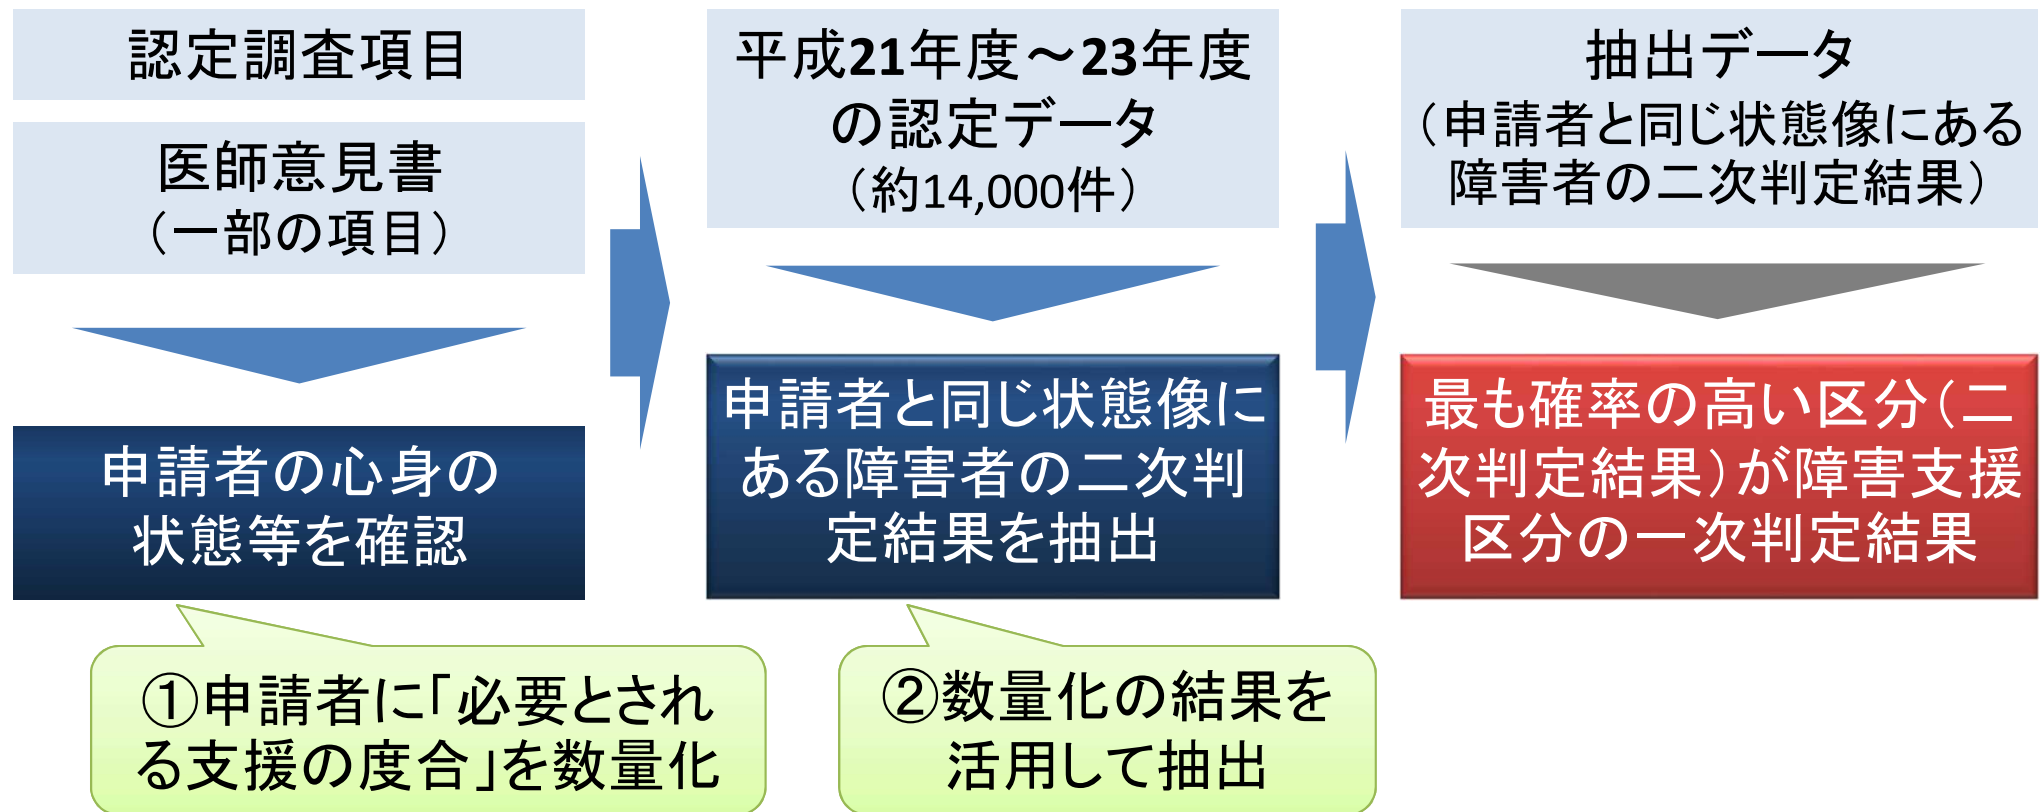 認定調査項目
医師意見書
（一部の項目）
申請者の心身の
状態等を確認
①申請者に「必要とされ
る支援の度合」を数量化
平成21年度～23年度
の認定データ
（約14,000件）
申請者と同じ状態像に
ある障害者の二次判
定結果を抽出
②数量化の結果を
活用して抽出
抽出データ
（申請者と同じ状態像にある
障害者の二次判定結果）
最も確率の高い区分（二
次判定結果）が障害支援
区分の一次判定結果